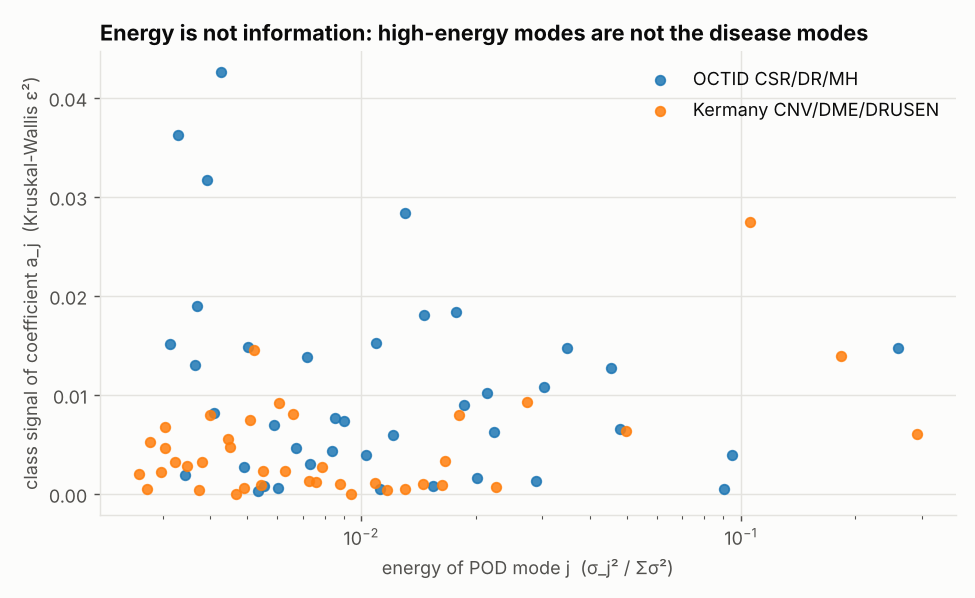 Energy is not information: high-energy modes are not the disease modes
OCTID CSR/DR/MH
Kermany CNV/DME/DRUSEN
class signal of coefficient a_j (Kruskal-Wallis ε²)
0.04
0.03
0.02
0.01
0.00
10⁻²
10⁻¹
energy of POD mode j (σ_j² / Σσ²)